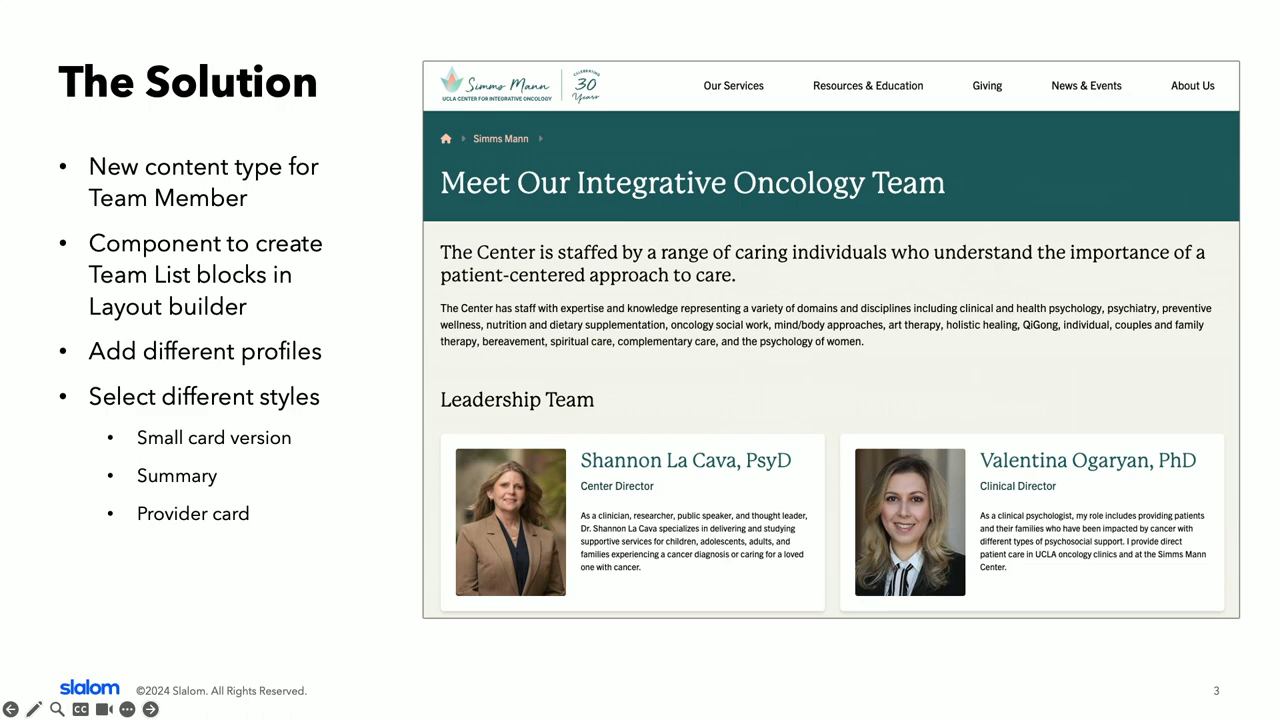 The Solution
• New content type for
Team Member
• Component to create
Team List blocks in
Layout builder
• Add different profiles
• Select different styles
• Small card version
• Summary
• Provider card
Simms Mann
UCLA CENTER FOR INTEGRATIVE ONCOLOGY
CELEBRATING
30
Years
Our Services
Resources & Education
Giving
News & Events
About Us
Simms Mann
Meet Our Integrative Oncology Team
The Center is staffed by a range of caring individuals who understand the importance of a
patient-centered approach to care.
The Center has staff with expertise and knowledge representing a variety of domains and disciplines including clinical and health psychology, psychiatry, preventive
wellness, nutrition and dietary supplementation, oncology social work, mind/body approaches, art therapy, holistic healing, QiGong, individual, couples and family
therapy, bereavement, spiritual care, complementary care, and the psychology of women.
Leadership Team
Shannon La Cava, PsyD
Center Director
As a clinician, researcher, public speaker, and thought leader,
Dr. Shannon La Cava specializes in delivering and studying
supportive services for children, adolescents, adults, and
families experiencing a cancer diagnosis or caring for a loved
one with cancer.
Valentina Ogaryan, PhD
Clinical Director
As a clinical psychologist, my role includes providing patients
and their families who have been impacted by cancer with
different types of psychosocial support. I provide direct
patient care in UCLA oncology clinics and at the Simms Mann
Center.
slalom
©2024 Slalom. All Rights Reserved.
3
CC